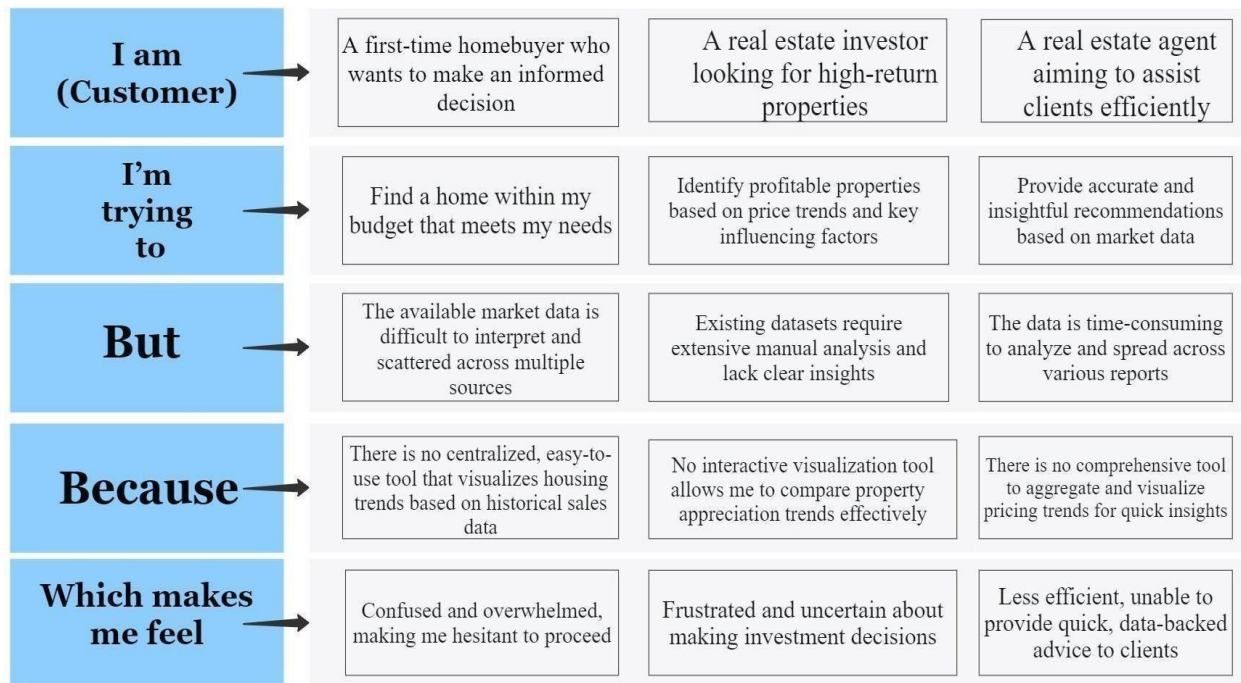 I am
(Customer)
A first-time homebuyer who
wants to make an informed
decision
A real estate investor
looking for high-return
properties
A real estate agent
aiming to assist
clients efficiently
I’m
trying
to
Find a home within my
budget that meets my needs
Identify profitable properties
based on price trends and key
influencing factors
Provide accurate and
insightful recommendations
based on market data
But
The available market data is
difficult to interpret and
scattered across multiple
sources
Existing datasets require
extensive manual analysis and
lack clear insights
The data is time-consuming
to analyze and spread across
various reports
Because
There is no centralized, easy-to-
use tool that visualizes housing
trends based on historical sales
data
No interactive visualization tool
allows me to compare property
appreciation trends effectively
There is no comprehensive tool
to aggregate and visualize
pricing trends for quick insights
Which makes
me feel
Confused and overwhelmed,
making me hesitant to proceed
Frustrated and uncertain about
making investment decisions
Less efficient, unable to
provide quick, data-backed
advice to clients